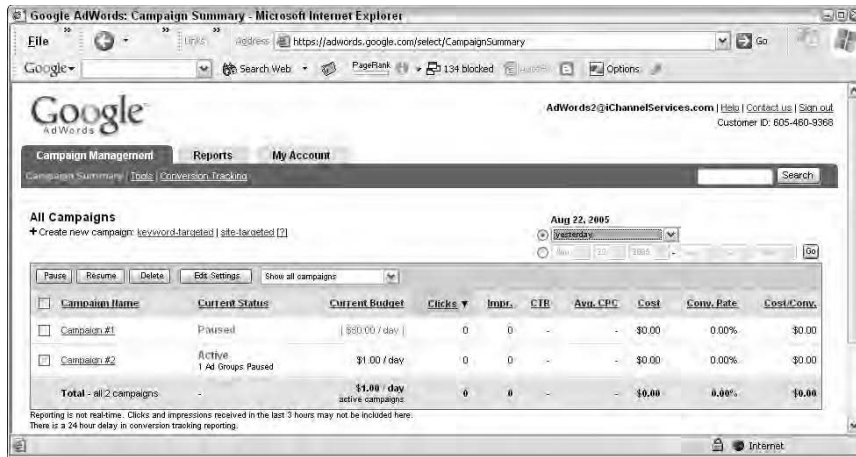 Google AdWords: Campaign Summary - Microsoft Internet Explorer
File » » Links » Address https://adwords.google.com/select/CampaignSummary Go
Google Search Web PageRank 134 blocked Options
Google
AdWords
AdWords2@iChannelServices.com | Help | Contact us | Sign out
Customer ID: 605-460-9368
Campaign Management Reports My Account
Campaign Summary | Tools | Conversion Tracking Search
All Campaigns
+ Create new campaign: keyword-targeted | site-targeted [?]
Aug 22, 2005
yesterday
2005 - Go
Pause Resume Delete Edit Settings Show all campaigns
Campaign Name Current Status Current Budget Clicks ▼ Impr. CTR Avg. CPC Cost Conv. Rate Cost/Conv.
Campaign #1 Paused [ $50.00 / day ] 0 0 - - $0.00 0.00% $0.00
Campaign #2 Active $1.00 / day 0 0 - - $0.00 0.00% $0.00
1 Ad Groups Paused
Total - all 2 campaigns - $1.00 / day 0 0 - - $0.00 0.00% $0.00
active campaigns
Reporting is not real-time. Clicks and impressions received in the last 3 hours may not be included here.
There is a 24 hour delay in conversion tracking reporting.
Internet